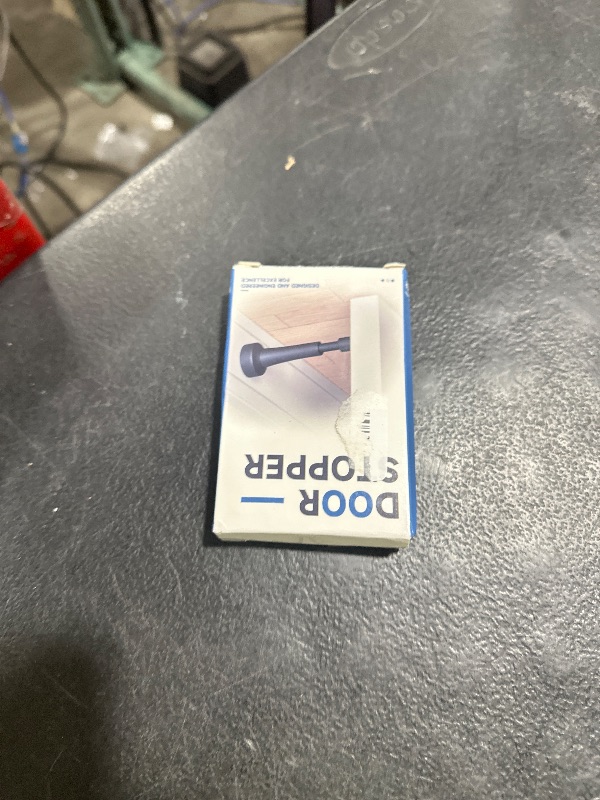 DOOR
STOPPER
DESIGNED AND ENGINEERED
FOR EXCELLENCE